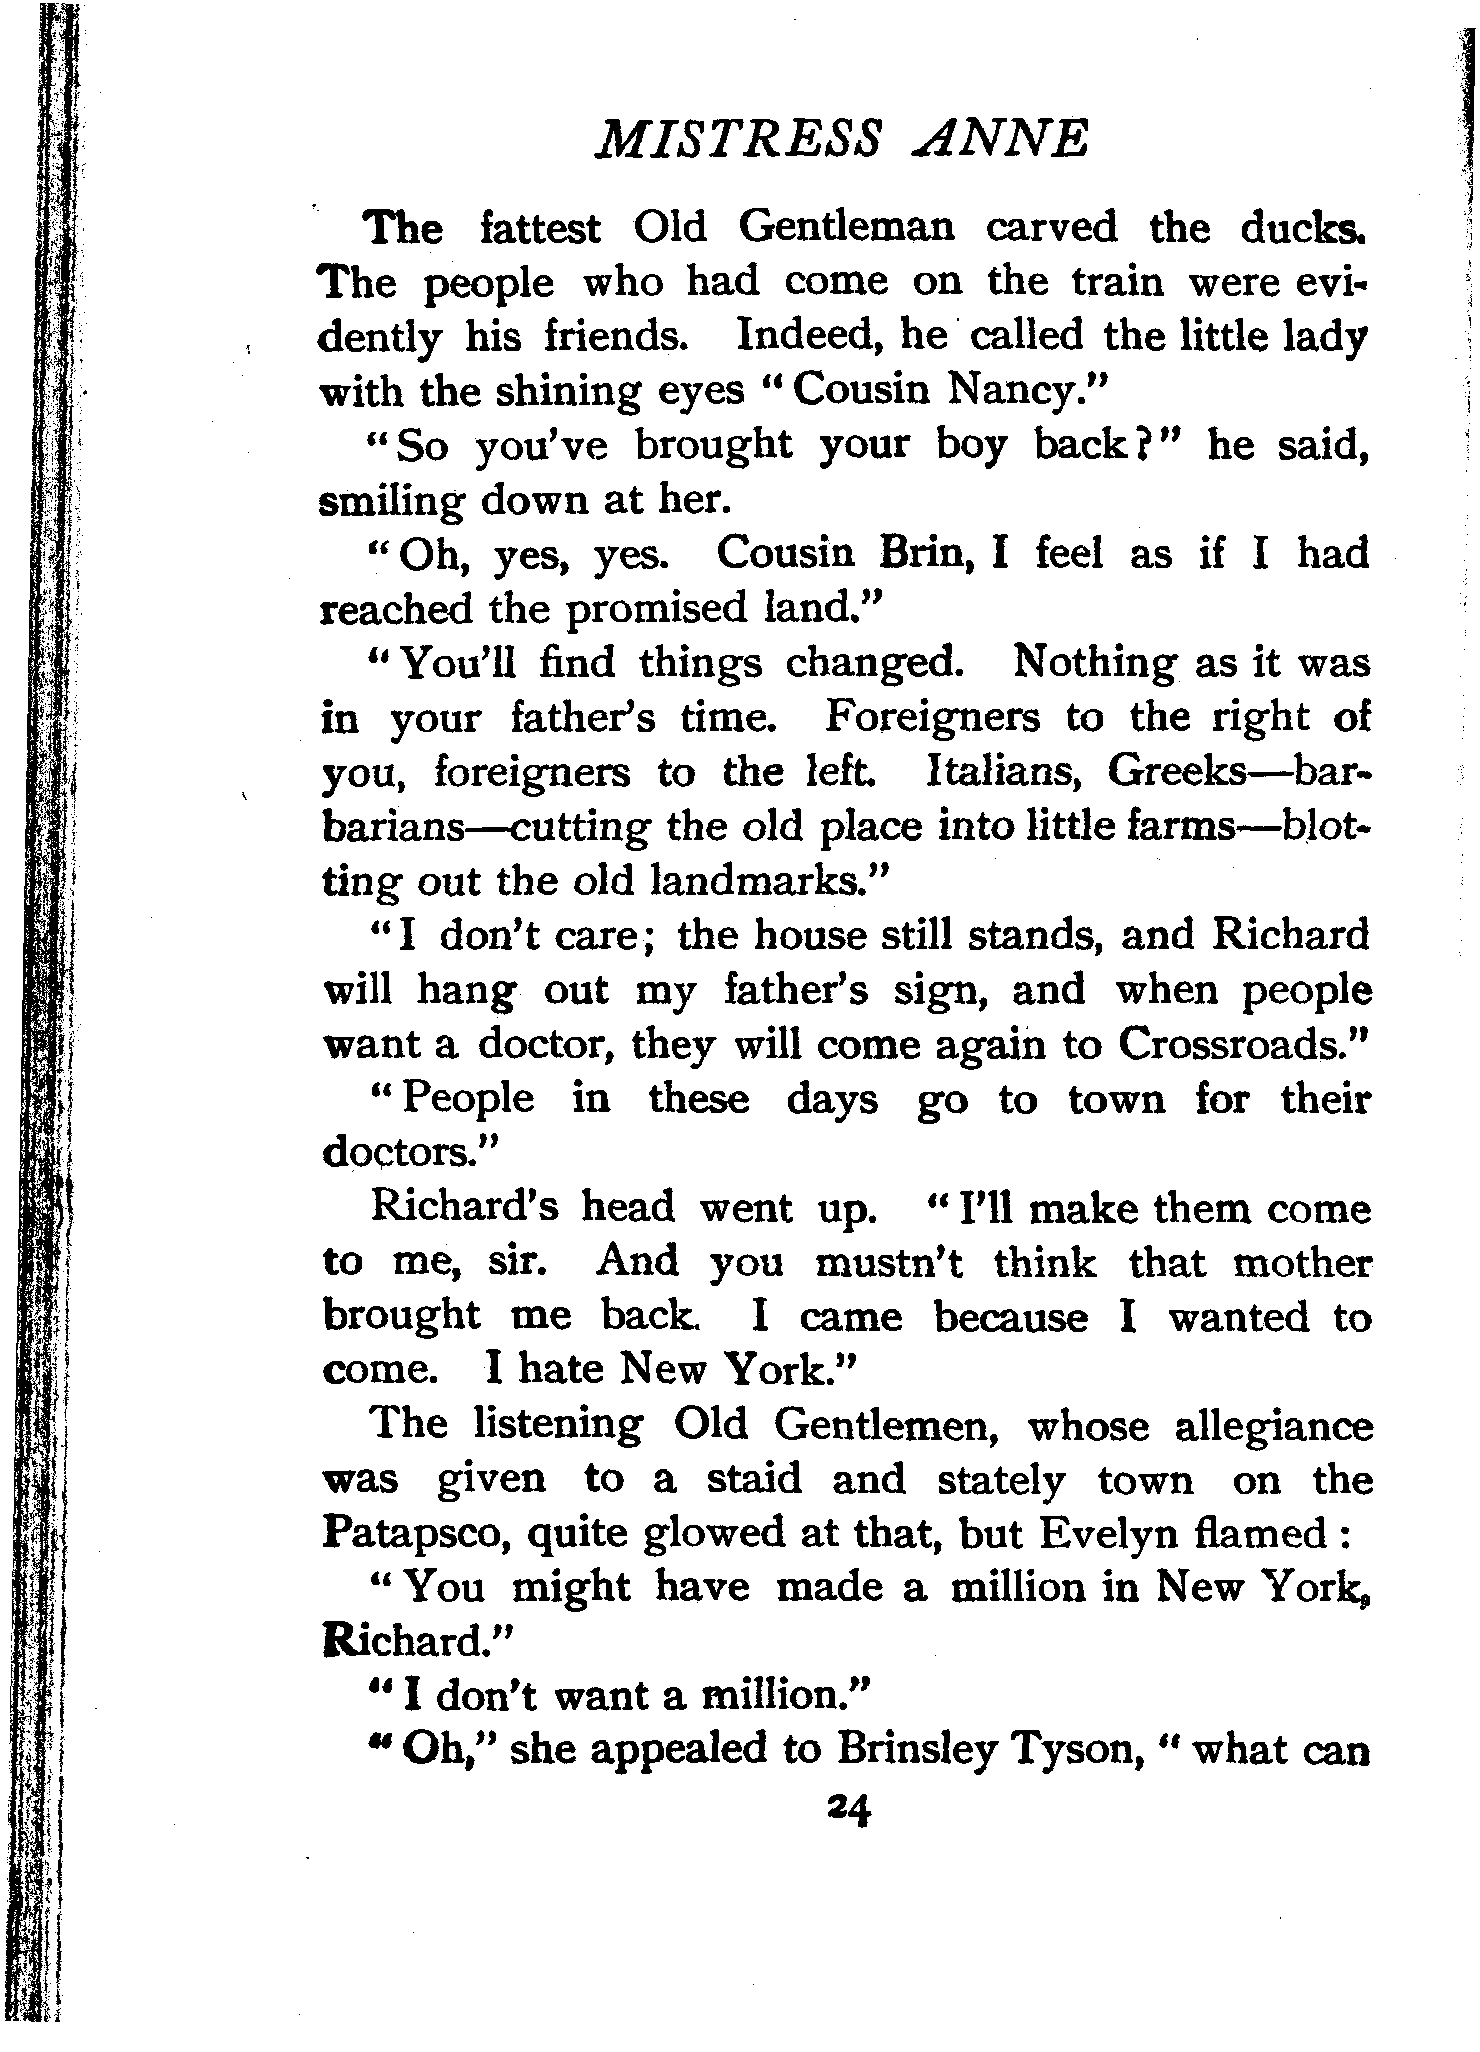 MISTRESS ANNE
The fattest Old Gentleman carved the ducks.
The people who had come on the train were evi-
dently his friends. Indeed, he called the little lady
with the shining eyes "Cousin Nancy."
"So you've brought your boy back?" he said,
smiling down at her.
"Oh, yes, yes. Cousin Brin, I feel as if I had
reached the promised land."
"You'll find things changed. Nothing as it was
in your father's time. Foreigners to the right of
you, foreigners to the left. Italians, Greeks—bar-
barians—cutting the old place into little farms—blot-
ting out the old landmarks."
"I don't care; the house still stands, and Richard
will hang out my father's sign, and when people
want a doctor, they will come again to Crossroads."
"People in these days go to town for their
doctors."
Richard's head went up. "I'll make them come
to me, sir. And you mustn't think that mother
brought me back. I came because I wanted to
come. I hate New York."
The listening Old Gentlemen, whose allegiance
was given to a staid and stately town on the
Patapsco, quite glowed at that, but Evelyn flamed:
"You might have made a million in New York,
Richard."
"I don't want a million."
"Oh," she appealed to Brinsley Tyson, "what can
24